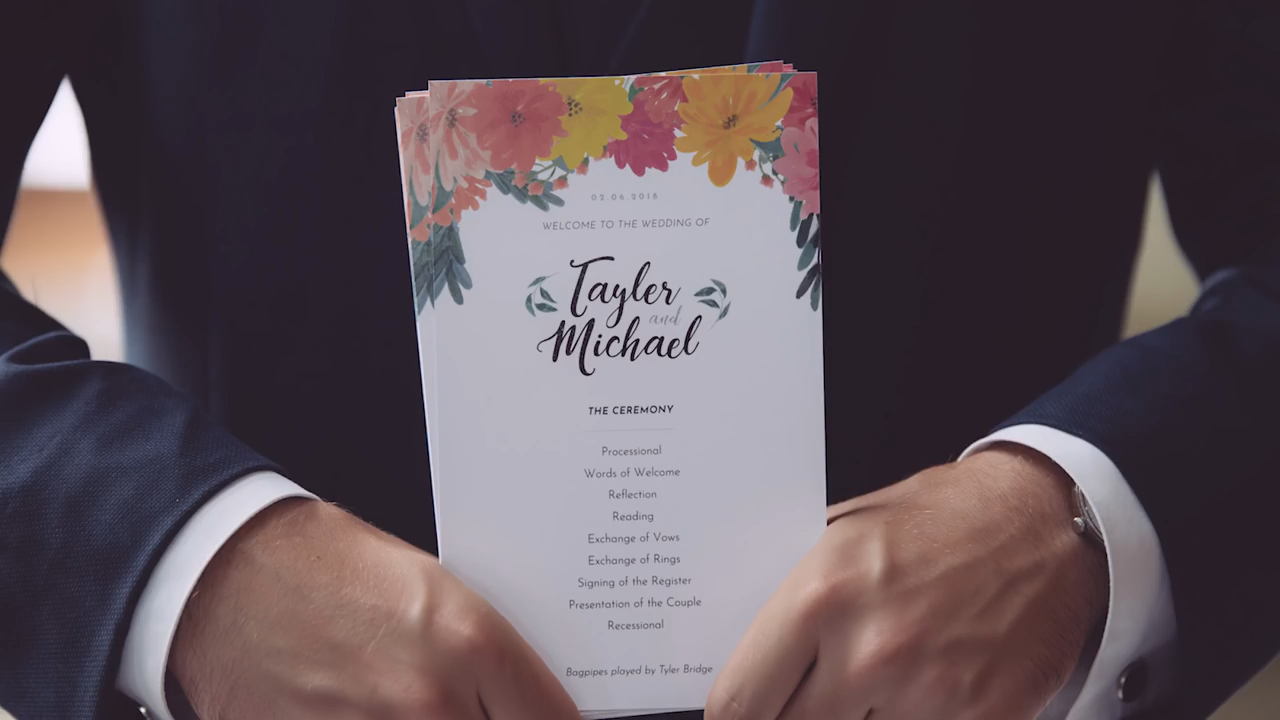 02.06.2018
WELCOME TO THE WEDDING OF
Tayler
and
Michael
THE CEREMONY
Processional
Words of Welcome
Reflection
Reading
Exchange of Vows
Exchange of Rings
Signing of the Register
Presentation of the Couple
Recessional
Bagpipes played by Tyler Bridge